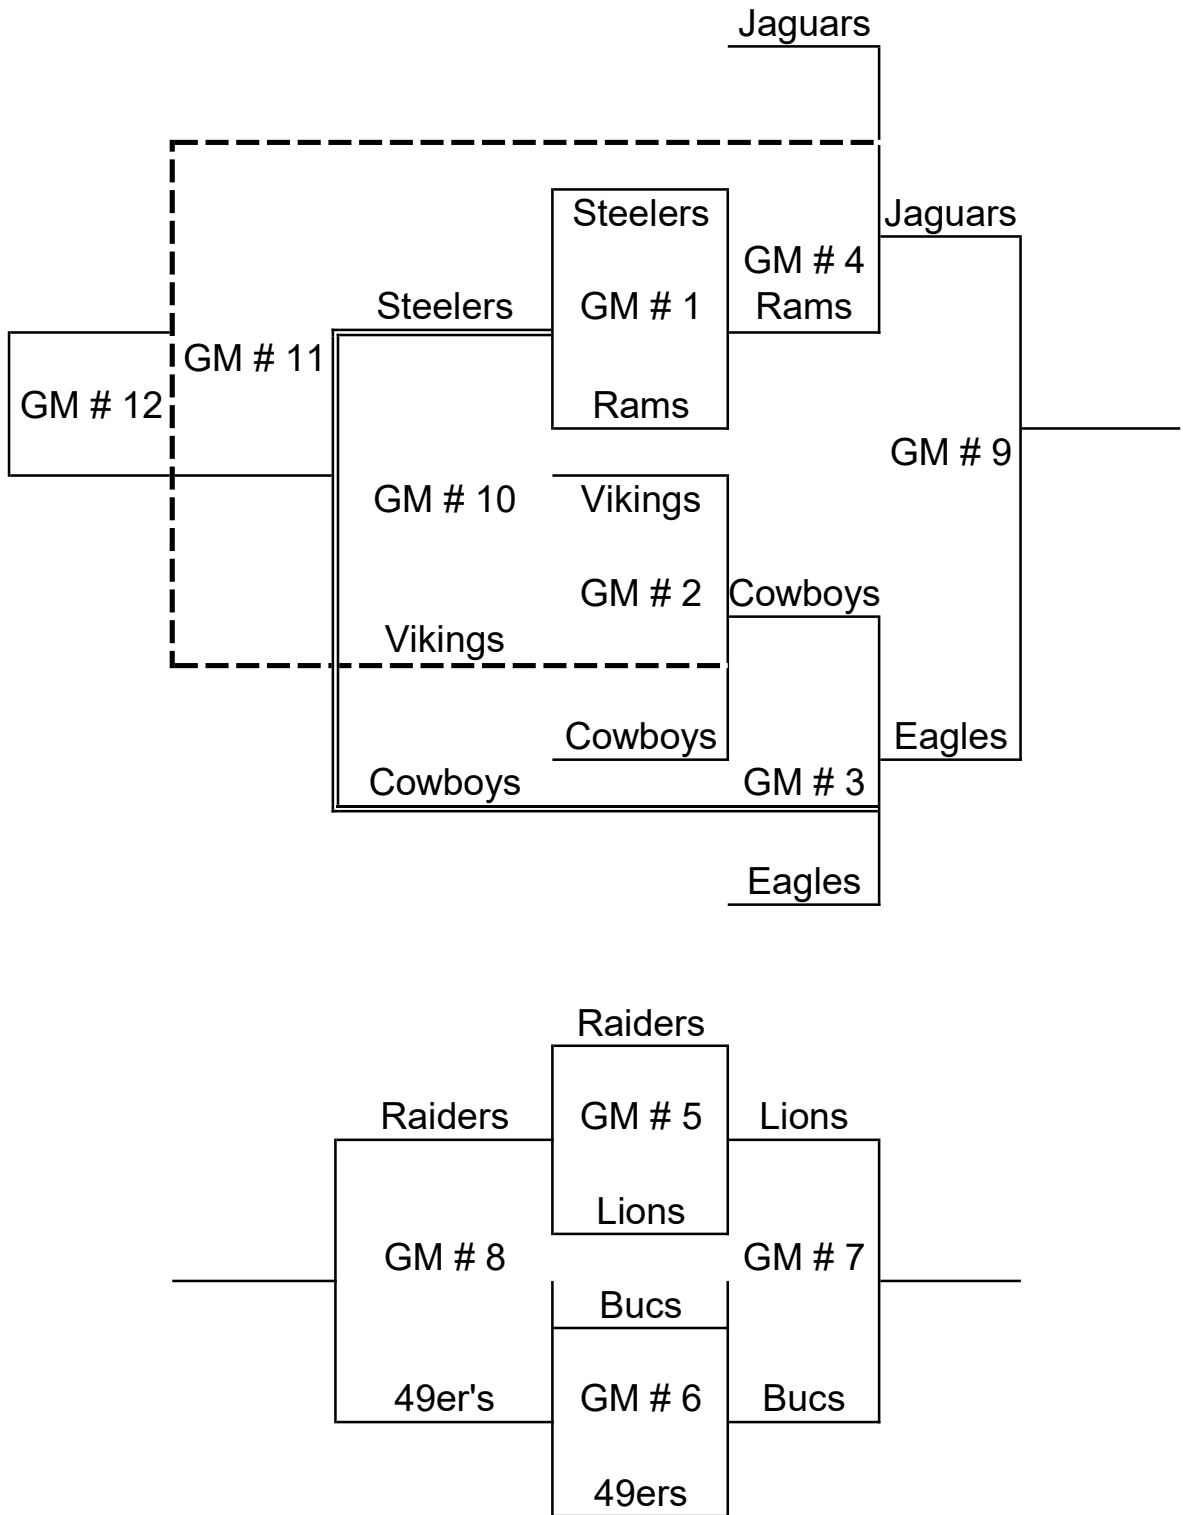 Jaguars
Steelers
Jaguars
GM # 4
Steelers
GM # 1
Rams
GM # 11
GM # 12
Rams
GM # 9
GM # 10
Vikings
GM # 2
Cowboys
Vikings
Cowboys
Eagles
Cowboys
GM # 3
Eagles
Raiders
Raiders
GM # 5
Lions
Lions
GM # 8
GM # 7
Bucs
49er's
GM # 6
Bucs
49ers